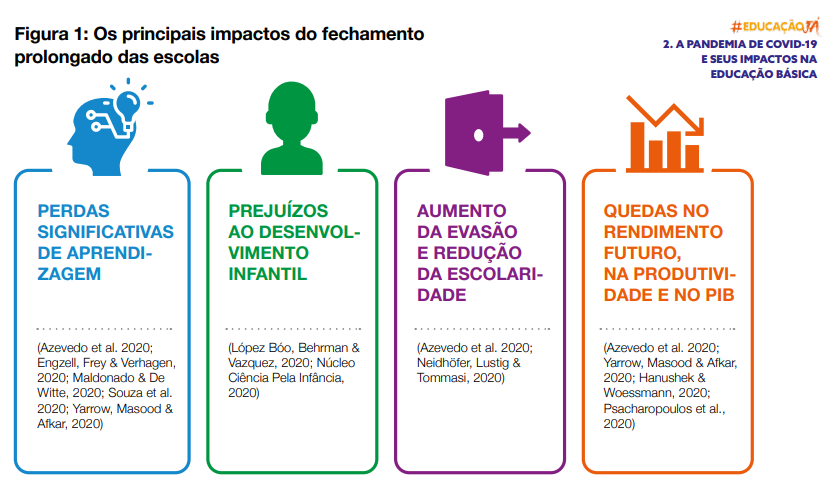 Figura 1: Os principais impactos do fechamento
prolongado das escolas
#EDUCAÇÃOJÁ
2. A PANDEMIA DE COVID-19
E SEUS IMPACTOS NA
EDUCAÇÃO BÁSICA
PERDAS
SIGNIFICATIVAS
DE APRENDI-
ZAGEM
(Azevedo et al. 2020;
Engzell, Frey & Verhagen,
2020; Maldonado & De
Witte, 2020; Souza et al.
2020; Yarrow, Masood &
Afkar, 2020)
PREJUÍZOS
AO DESENVOL-
VIMENTO
INFANTIL
(López Bóo, Behrman &
Vazquez, 2020; Núcleo
Ciência Pela Infância,
2020)
AUMENTO
DA EVASÃO
E REDUÇÃO
DA ESCOLARI-
DADE
(Azevedo et al. 2020;
Neidhöfer, Lustig &
Tommasi, 2020)
QUEDAS NO
RENDIMENTO
FUTURO,
NA PRODUTIVI-
DADE E NO PIB
(Azevedo et al. 2020;
Yarrow, Masood & Afkar,
2020; Hanushek &
Woessmann, 2020;
Psacharopoulos et al.,
2020)